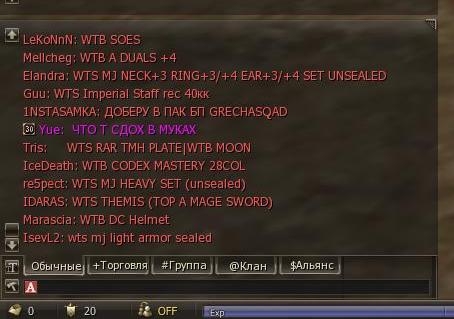 LeKoNnN: WTB SOES
Mellcheg: WTB A DUALS +4
Elandra: WTS MJ NECK+3 RING+3/+4 EAR+3/+4 SET UNSEALED
Guu: WTS Imperial Staff rec 40кк
1NSTASAMKA: ДОБЕРУ В ПАК БП GRECHASQAD
30 Yue: ЧТО Т СДОХ В МУКАХ
Tris: WTS RAR TMH PLATE|WTB MOON
IceDeath: WTB CODEX MASTERY 28COL
re5pect: WTS MJ HEAVY SET (unsealed)
IDARAS: WTS THEMIS (TOP A MAGE SWORD)
Marascia: WTB DC Helmet
IsevL2: wts mj light armor sealed
Обычные +Торговля #Группа @Клан $Альянс
A
0 20 OFF Exp